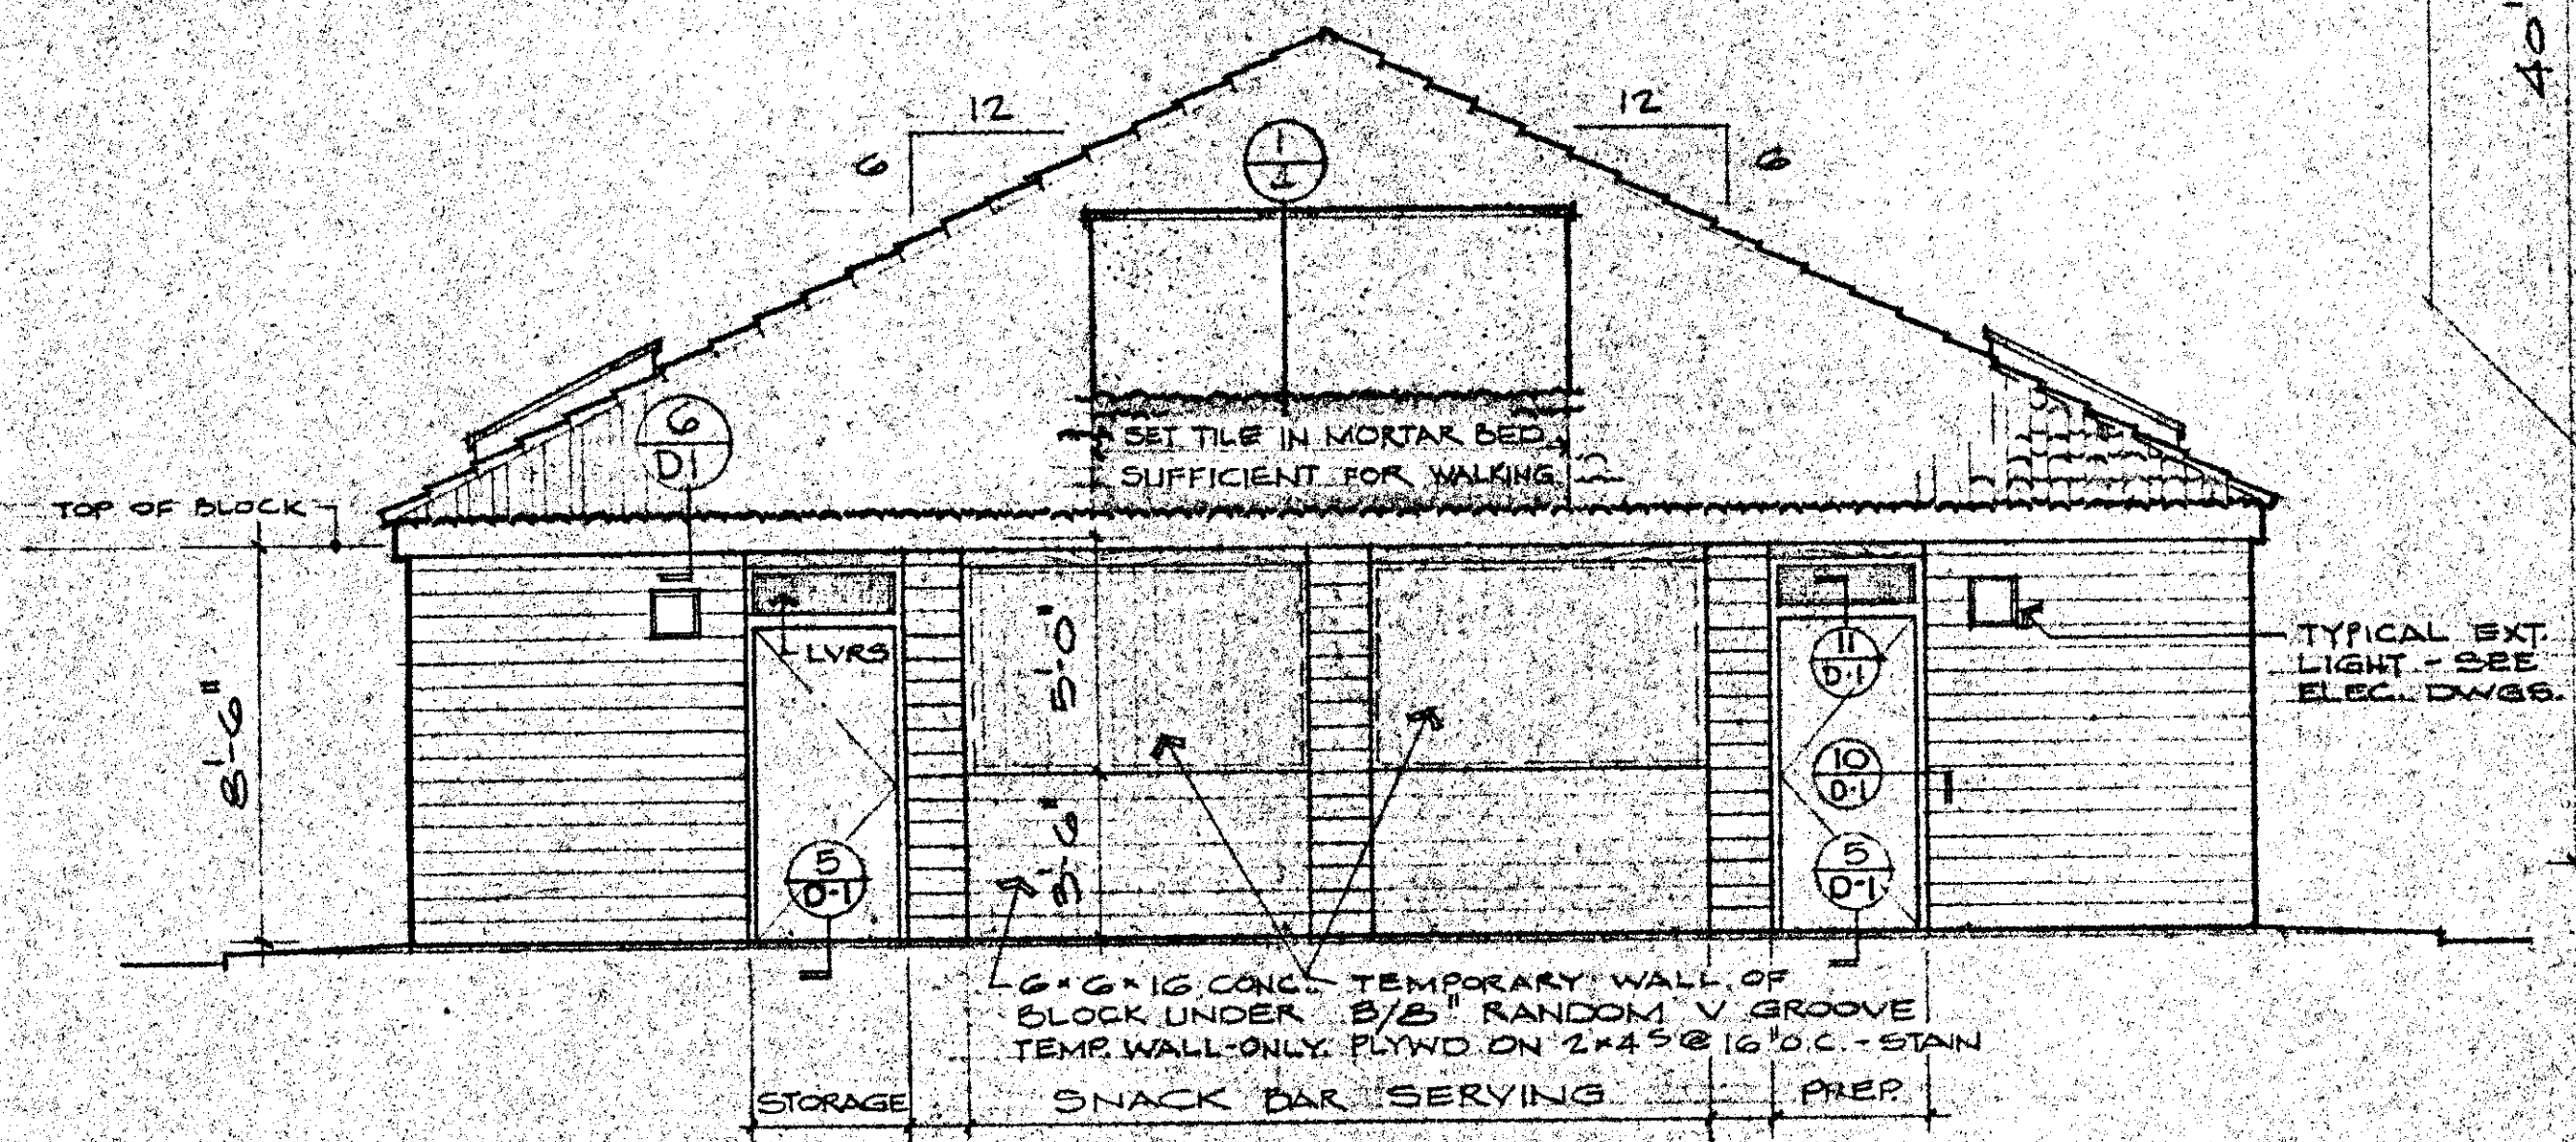 40'
12
12
6
6
1
1
6
D1
SET TILE IN MORTAR BED
SUFFICIENT FOR WALKING
TOP OF BLOCK
LVRS
5'-0"
8'-6"
3'-6"
11
D-1
10
D-1
5
D-1
5
D-1
TYPICAL EXT.
LIGHT - SEE
ELEC. DWGS.
6x6x16 CONC.
BLOCK UNDER
TEMP. WALL-ONLY.
TEMPORARY WALL OF
3/8" RANDOM V GROOVE
PLYWD ON 2x4S @ 16"O.C. - STAIN
STORAGE
SNACK BAR SERVING
PREP.